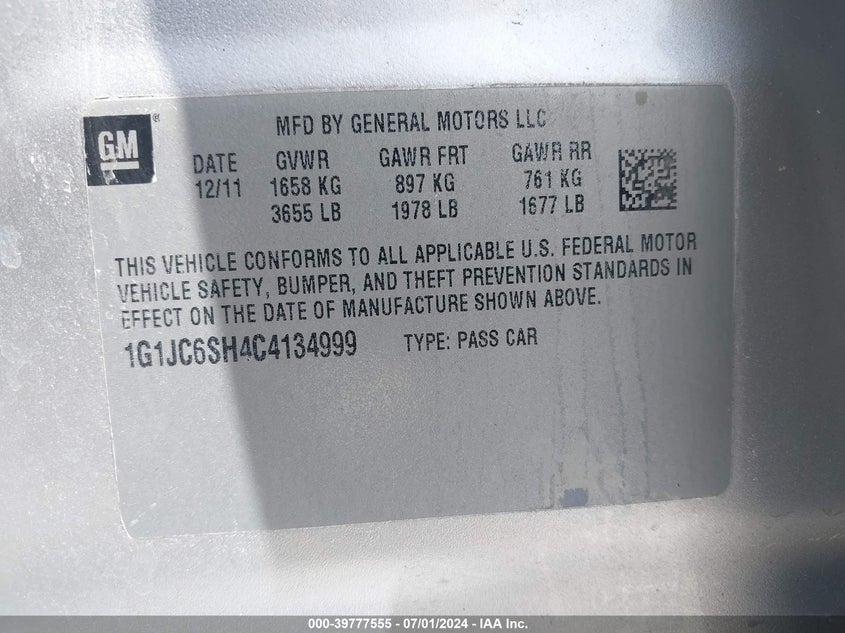 GM ®
MFD BY GENERAL MOTORS LLC
DATE GVWR GAWR FRT GAWR RR
12/11 1658 KG 897 KG 761 KG
3655 LB 1978 LB 1677 LB
THIS VEHICLE CONFORMS TO ALL APPLICABLE U.S. FEDERAL MOTOR
VEHICLE SAFETY, BUMPER, AND THEFT PREVENTION STANDARDS IN
EFFECT ON THE DATE OF MANUFACTURE SHOWN ABOVE.
1G1JC6SH4C4134999 TYPE: PASS CAR
000-39777555 / 07/01/2024 - IAA Inc.